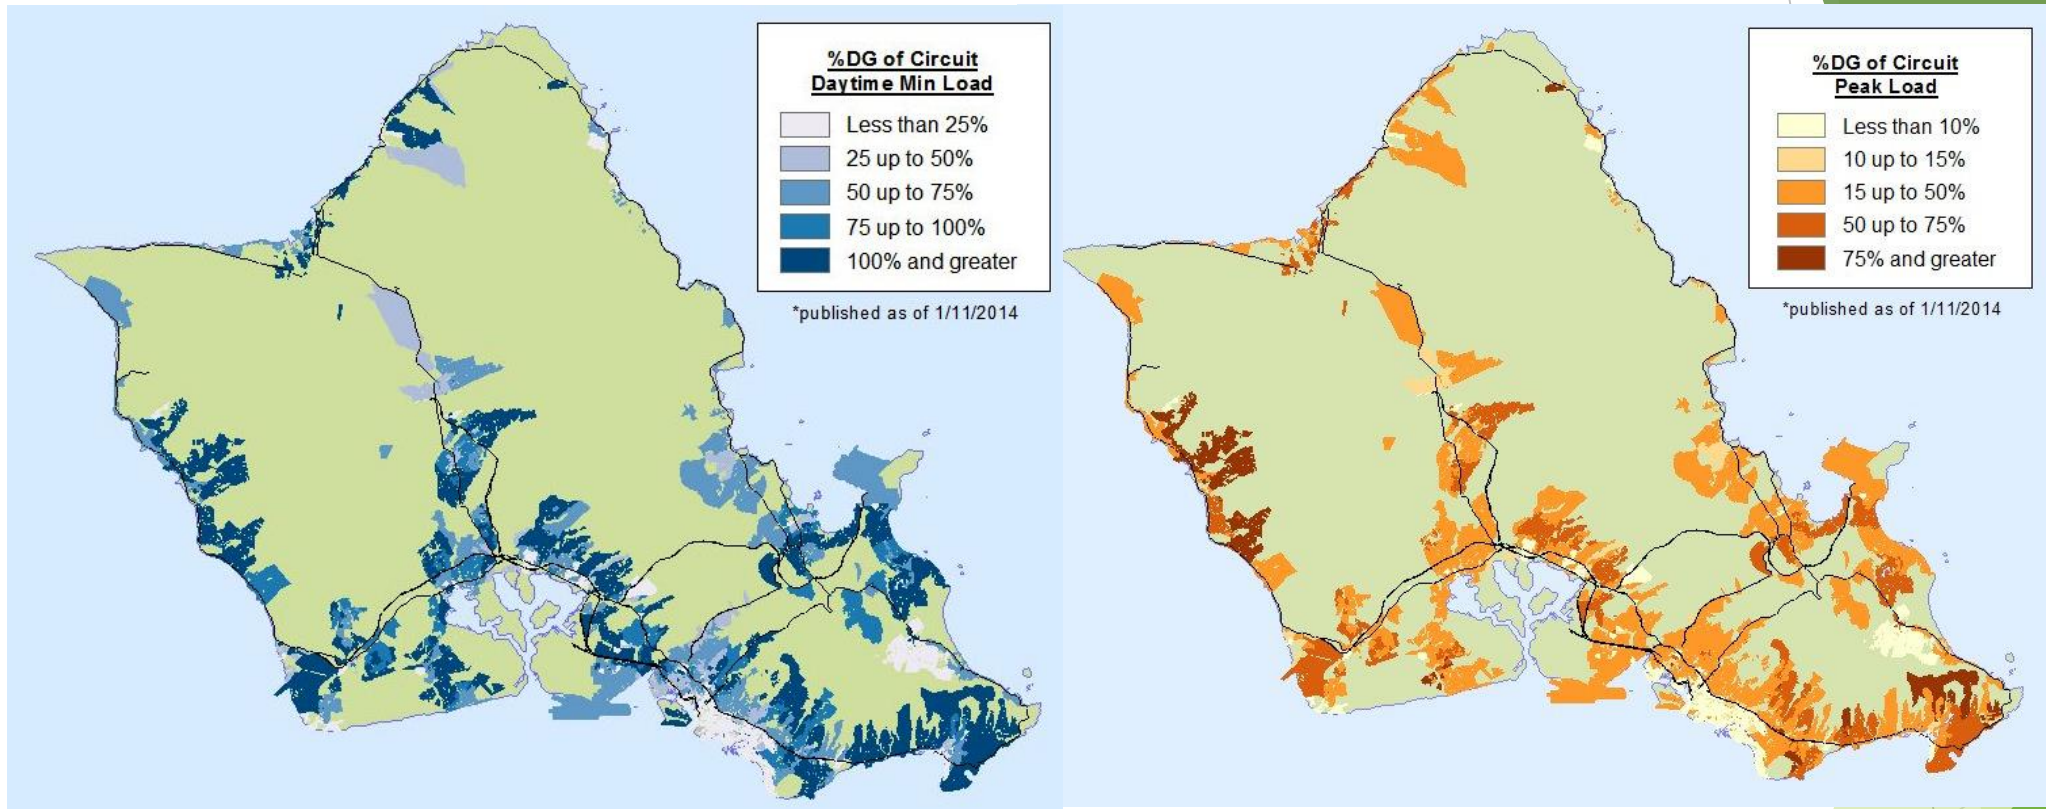 %DG of Circuit
Daytime Min Load
Less than 25%
25 up to 50%
50 up to 75%
75 up to 100%
100% and greater
*published as of 1/11/2014
%DG of Circuit
Peak Load
Less than 10%
10 up to 15%
15 up to 50%
50 up to 75%
75% and greater
*published as of 1/11/2014